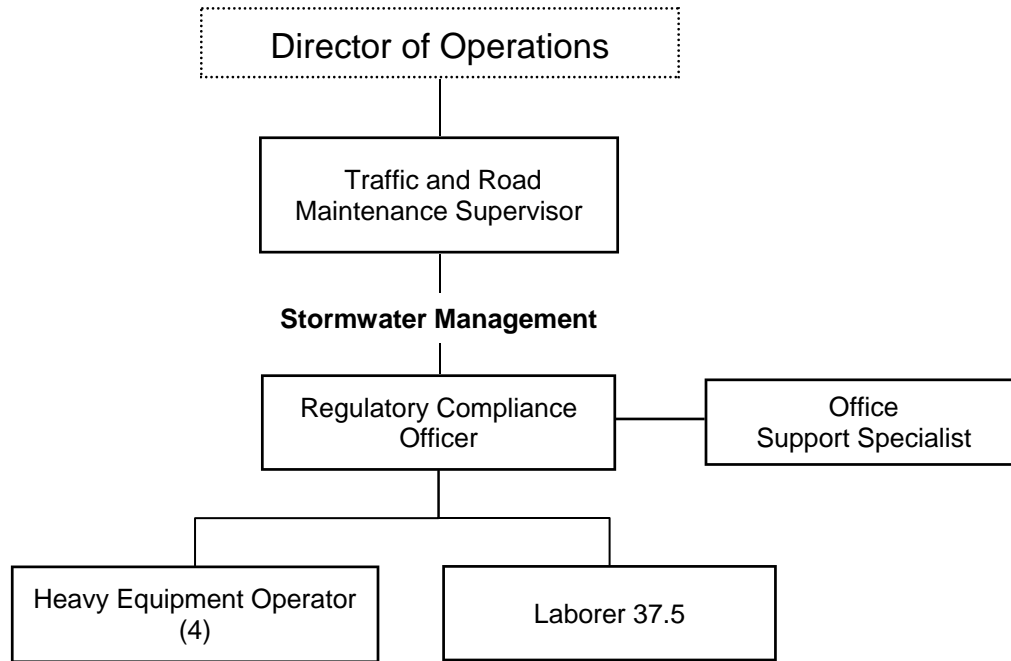 Director of Operations
Traffic and Road
Maintenance Supervisor
Stormwater Management
Regulatory Compliance
Officer
Office
Support Specialist
Heavy Equipment Operator
(4)
Laborer 37.5